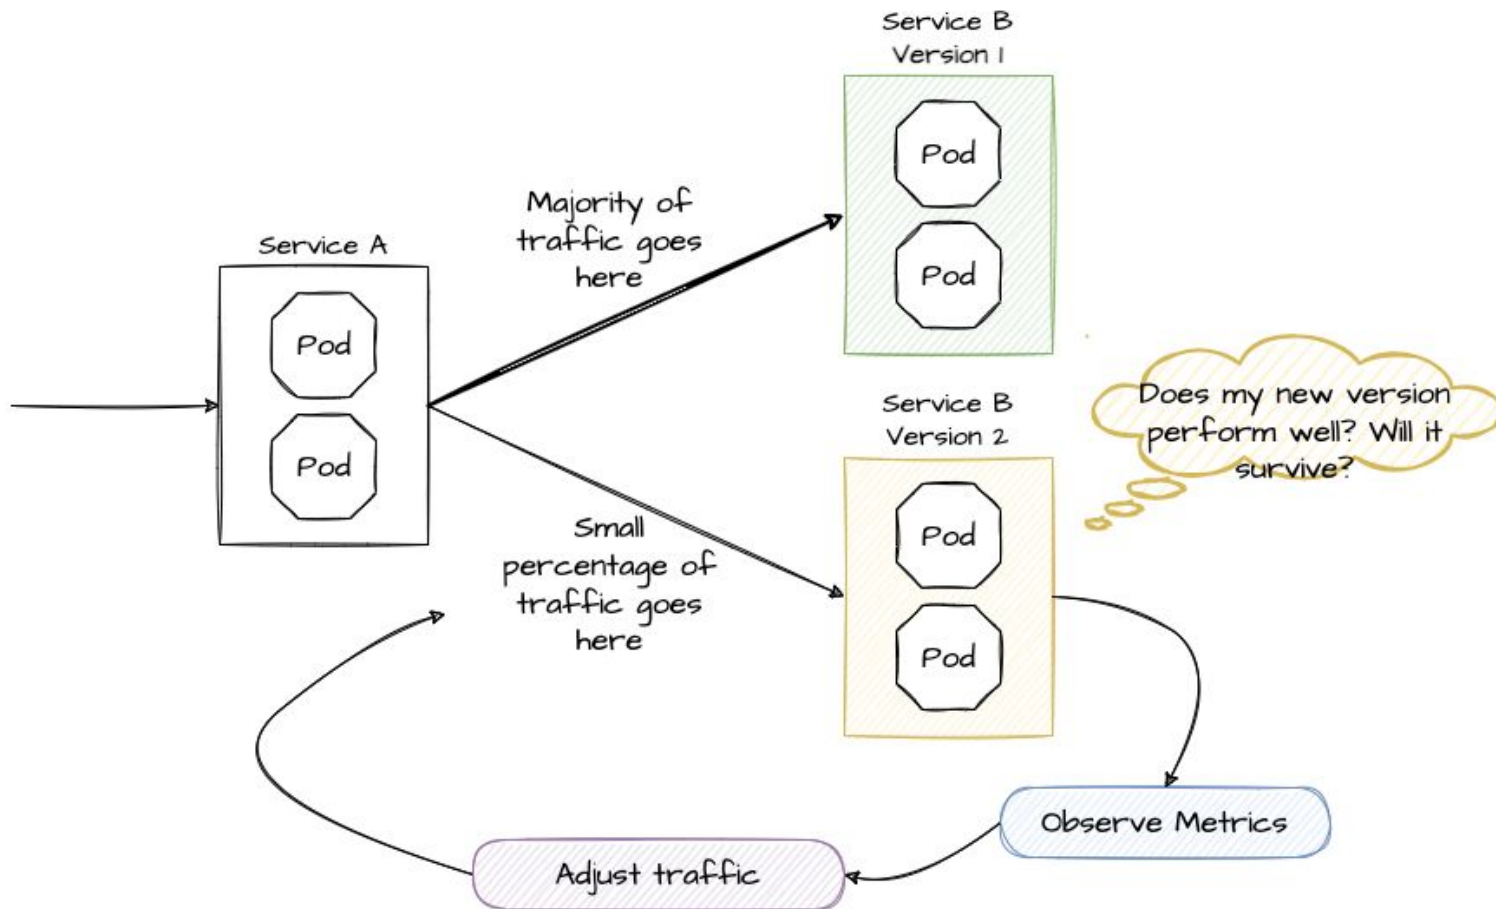 Service B
Version 1
Pod
Pod
Majority of
traffic goes
here
Service A
Pod
Pod
Small
percentage of
traffic goes
here
Service B
Version 2
Pod
Pod
Does my new version
perform well? Will it
survive?
Observe Metrics
Adjust traffic